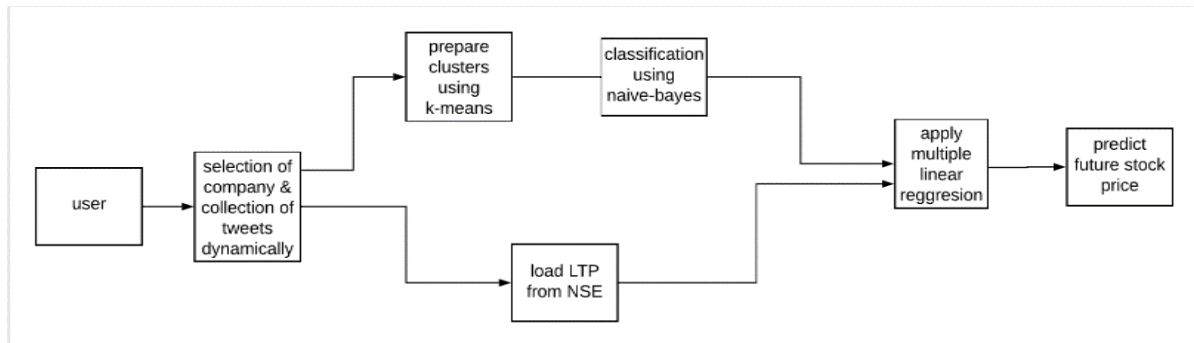 user
selection of
company &
collection of
tweets
dynamically
prepare
clusters
using
k-means
classification
using
naive-bayes
load LTP
from NSE
apply
multiple
linear
reggresion
predict
future stock
price